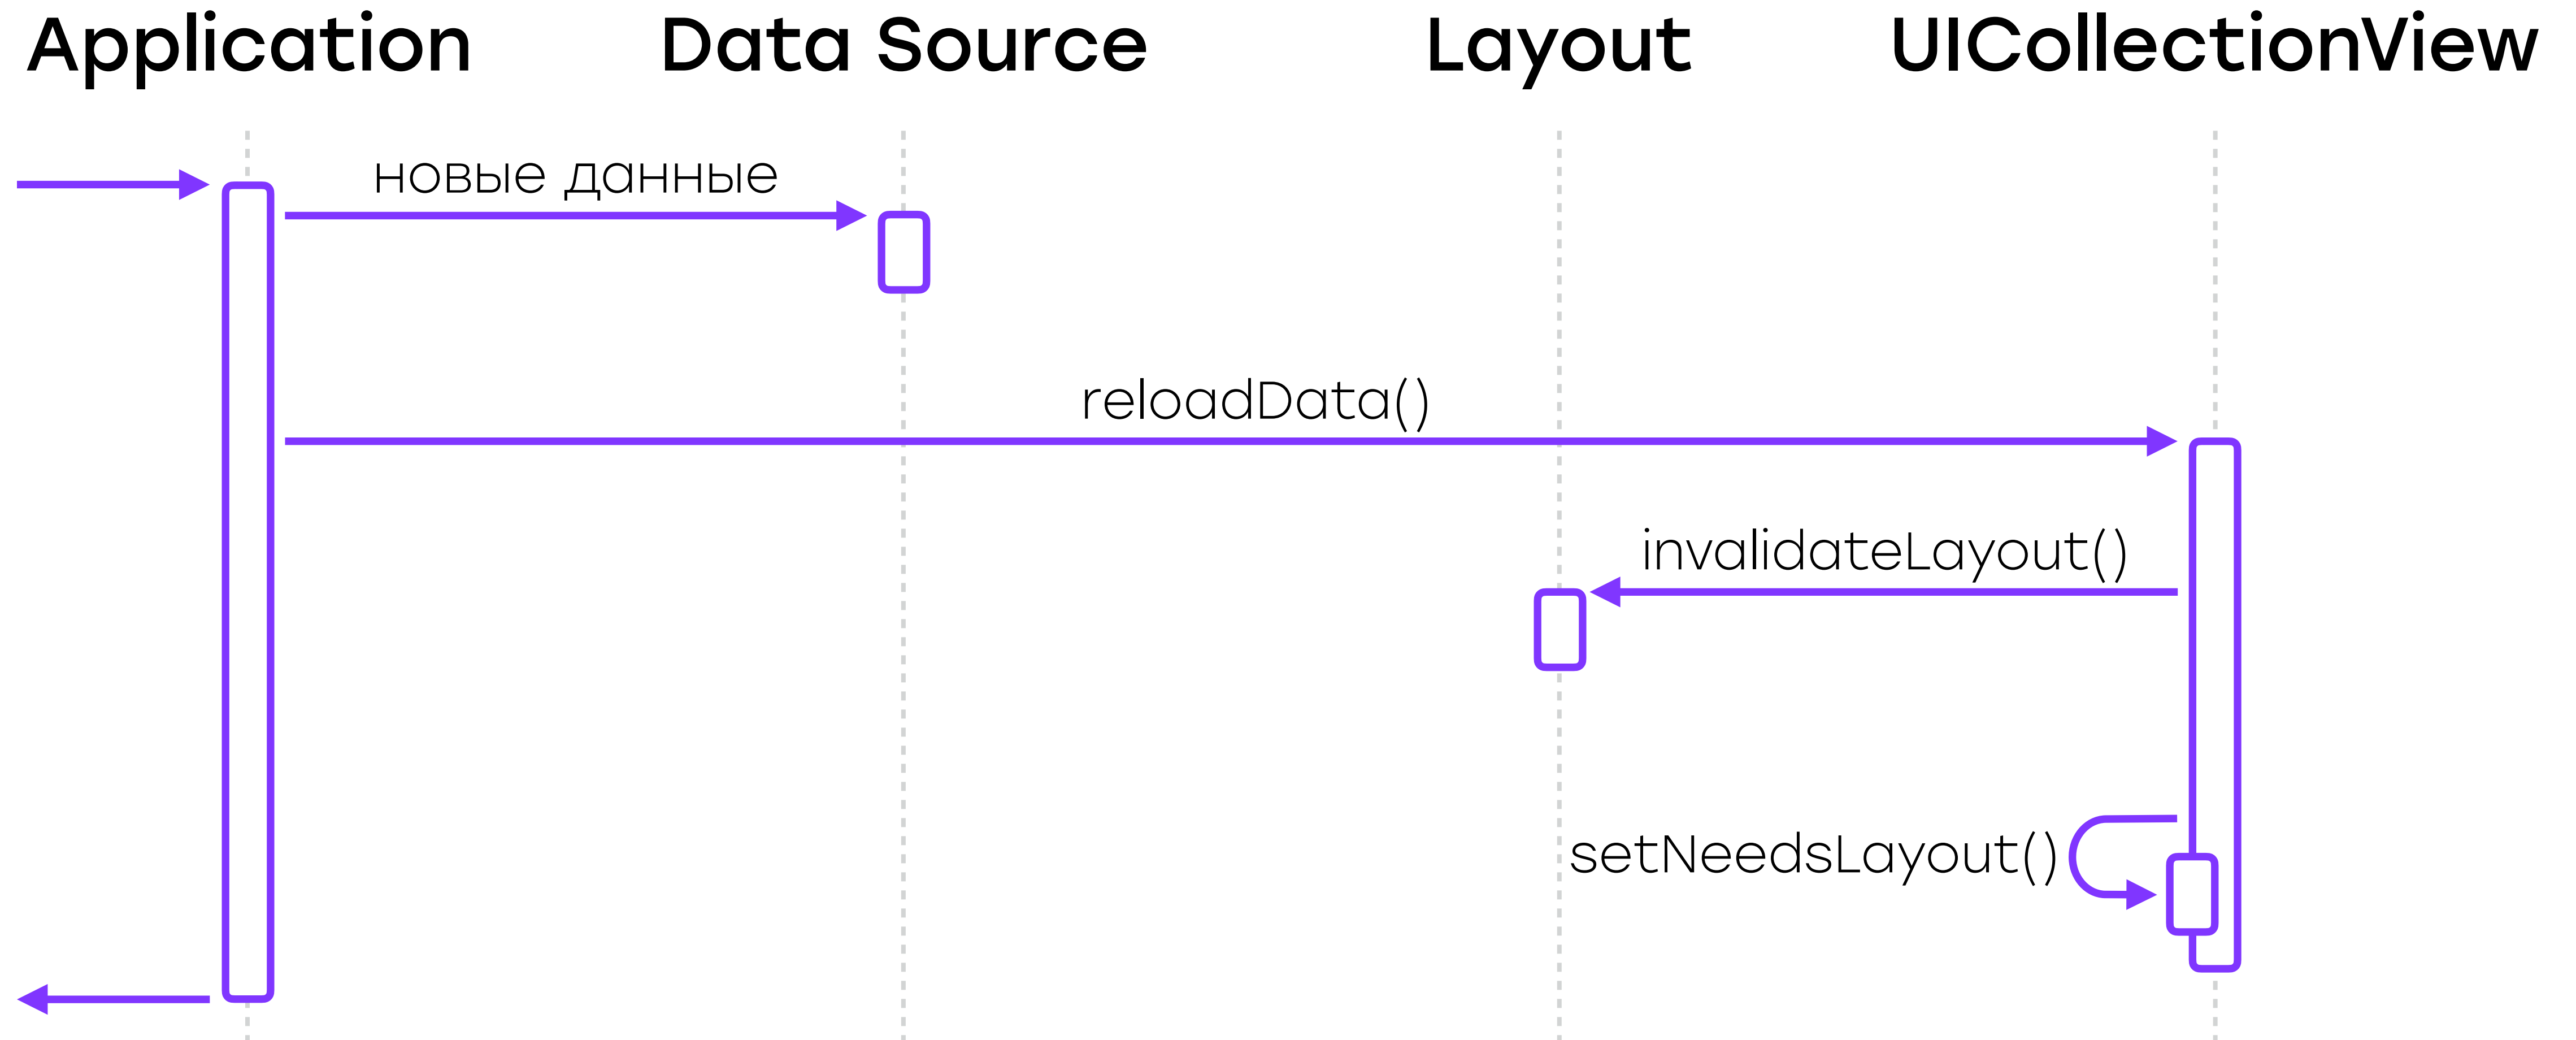 Application
Data Source
Layout
UICollectionView
новые данные
reloadData()
invalidateLayout()
setNeedsLayout()